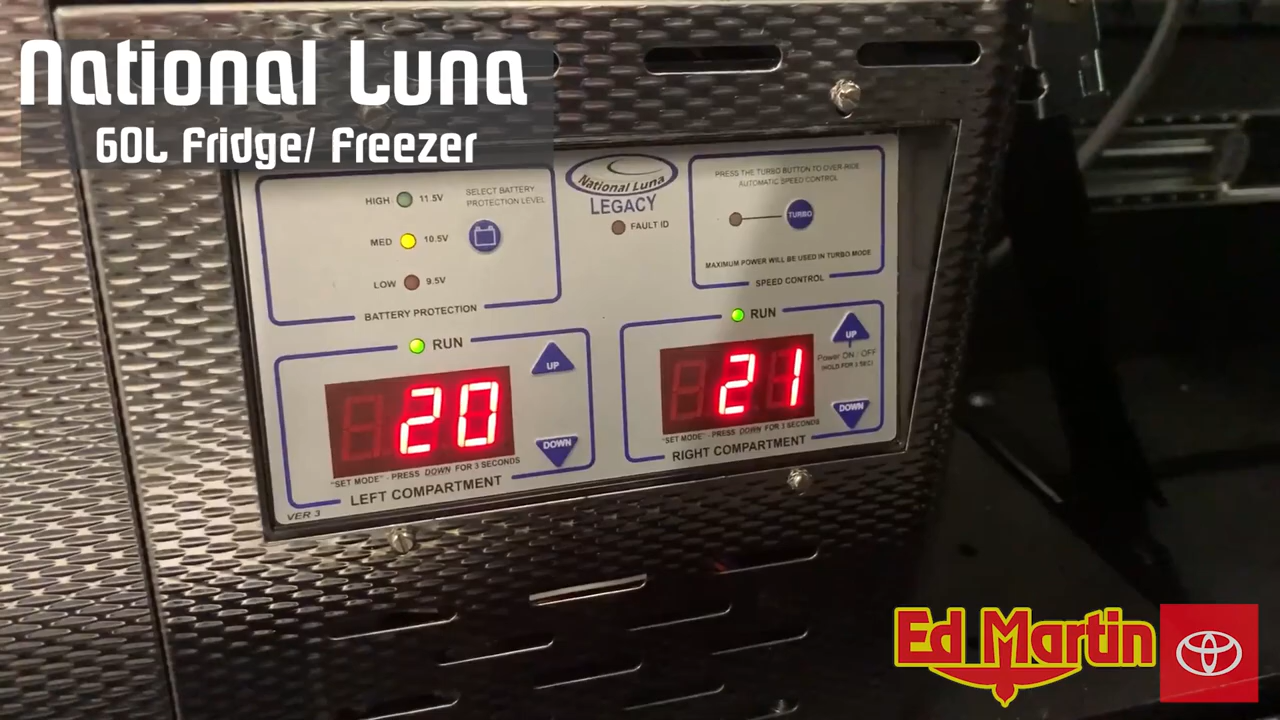 National Luna
60L Fridge/ Freezer
HIGH 11.5V
SELECT BATTERY
PROTECTION LEVEL
MED 10.5V
LOW 9.5V
BATTERY PROTECTION
National Luna
LEGACY
FAULT ID
PRESS THE TURBO BUTTON TO OVER-RIDE
AUTOMATIC SPEED CONTROL
TURBO
MAXIMUM POWER WILL BE USED IN TURBO MODE
SPEED CONTROL
RUN
20
UP
DOWN
"SET MODE" - PRESS DOWN FOR 3 SECONDS
LEFT COMPARTMENT
VER 3
RUN
21
UP
Power ON / OFF
(HOLD FOR 3 SEC)
DOWN
"SET MODE" - PRESS DOWN FOR 3 SECONDS
RIGHT COMPARTMENT
Ed Martin